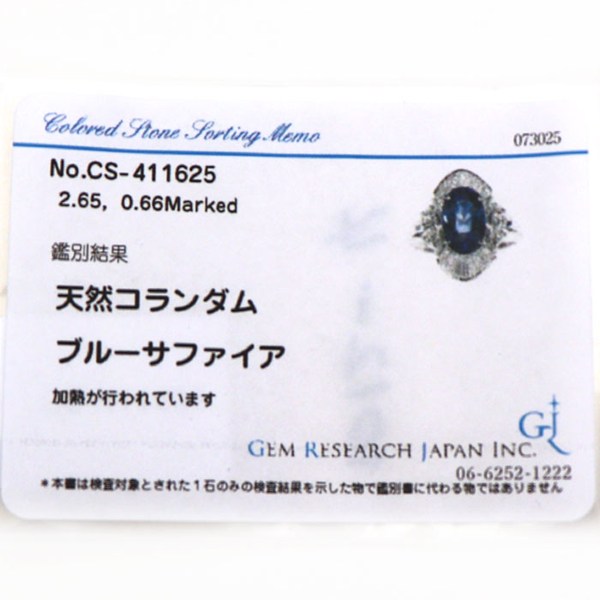 Colored Stone Sorting Memo
073025
No.CS-411625
2.65, 0.66Marked
鑑別結果
天然コランダム
ブルーサファイア
加熱が行われています
GJ
GEM RESEARCH JAPAN INC.
06-6252-1222
*本書は検査対象とされた1石のみの検査結果を示した物で鑑別書に代わる物ではありません